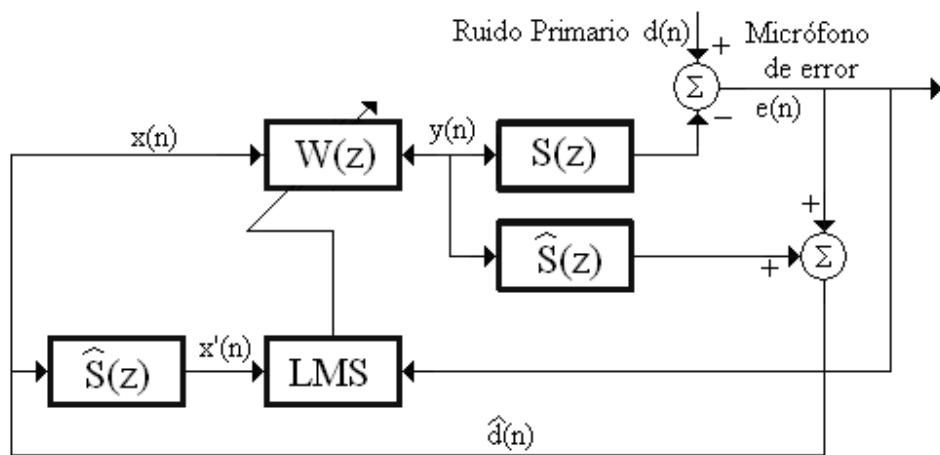 Ruido Primario d(n)
+
Micrófono
de error
Σ
e(n)
−
x(n)
W(z)
y(n)
S(z)
+
Ŝ(z)
+
Σ
Ŝ(z)
x'(n)
LMS
d̂(n)